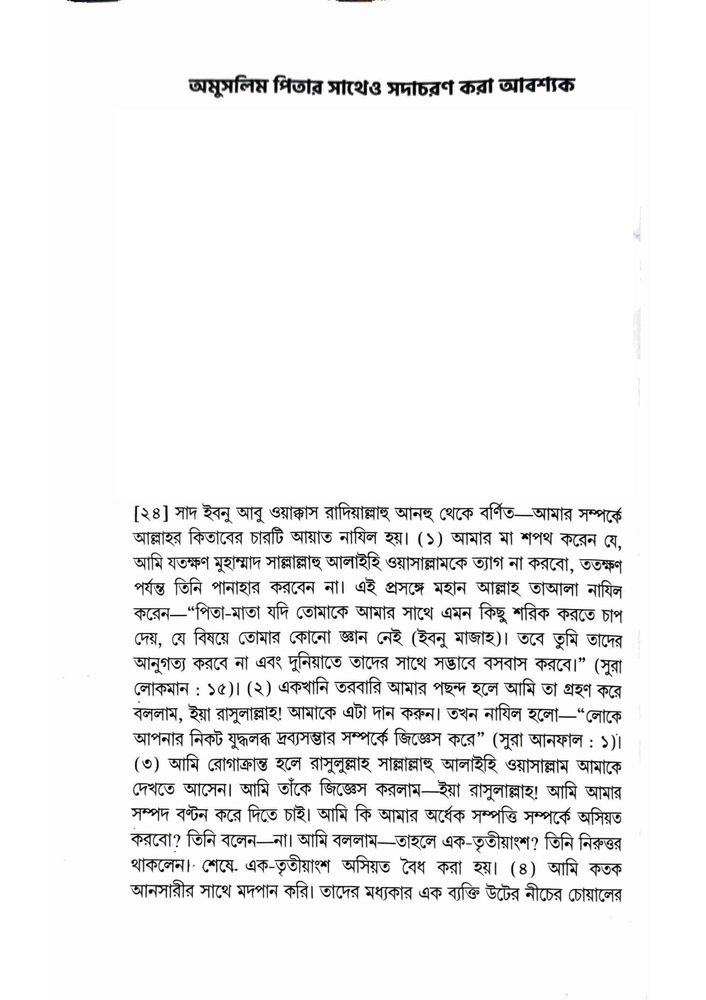 অমুসলিম পিতার সাথেও সদাচরণ করা আবশ্যক
[২৪] সাদ ইবনু আবু ওয়াক্কাস রাদিয়াল্লাহু আনহু থেকে বর্ণিত—আমার সম্পর্কে
আল্লাহর কিতাবের চারটি আয়াত নাযিল হয়। (১) আমার মা শপথ করেন যে,
আমি যতক্ষণ মুহাম্মাদ সাল্লাল্লাহু আলাইহি ওয়াসাল্লামকে ত্যাগ না করবো, ততক্ষণ
পর্যন্ত তিনি পানাহার করবেন না। এই প্রসঙ্গে মহান আল্লাহ তাআলা নাযিল
করেন—“পিতা-মাতা যদি তোমাকে আমার সাথে এমন কিছু শরিক করতে চাপ
দেয়, যে বিষয়ে তোমার কোনো জ্ঞান নেই (ইবনু মাজাহ)। তবে তুমি তাদের
আনুগত্য করবে না এবং দুনিয়াতে তাদের সাথে সদ্ভাবে বসবাস করবে।” (সুরা
লোকমান : ১৫)। (২) একখানি তরবারি আমার পছন্দ হলে আমি তা গ্রহণ করে
বললাম, ইয়া রাসুলাল্লাহ! আমাকে এটা দান করুন। তখন নাযিল হলো—“লোকে
আপনার নিকট যুদ্ধলব্ধ দ্রব্যসম্ভার সম্পর্কে জিজ্ঞেস করে” (সুরা আনফাল : ১)।
(৩) আমি রোগাক্রান্ত হলে রাসুলুল্লাহ সাল্লাল্লাহু আলাইহি ওয়াসাল্লাম আমাকে
দেখতে আসেন। আমি তাঁকে জিজ্ঞেস করলাম—ইয়া রাসুলাল্লাহ! আমি আমার
সম্পদ বণ্টন করে দিতে চাই। আমি কি আমার অর্ধেক সম্পত্তি সম্পর্কে অসিয়ত
করবো? তিনি বলেন—না। আমি বললাম—তাহলে এক-তৃতীয়াংশ? তিনি নিরুত্তর
থাকলেন। শেষে এক-তৃতীয়াংশ অসিয়ত বৈধ করা হয়। (৪) আমি কতক
আনসারীর সাথে মদপান করি। তাদের মধ্যকার এক ব্যক্তি উটের নীচের চোয়ালের